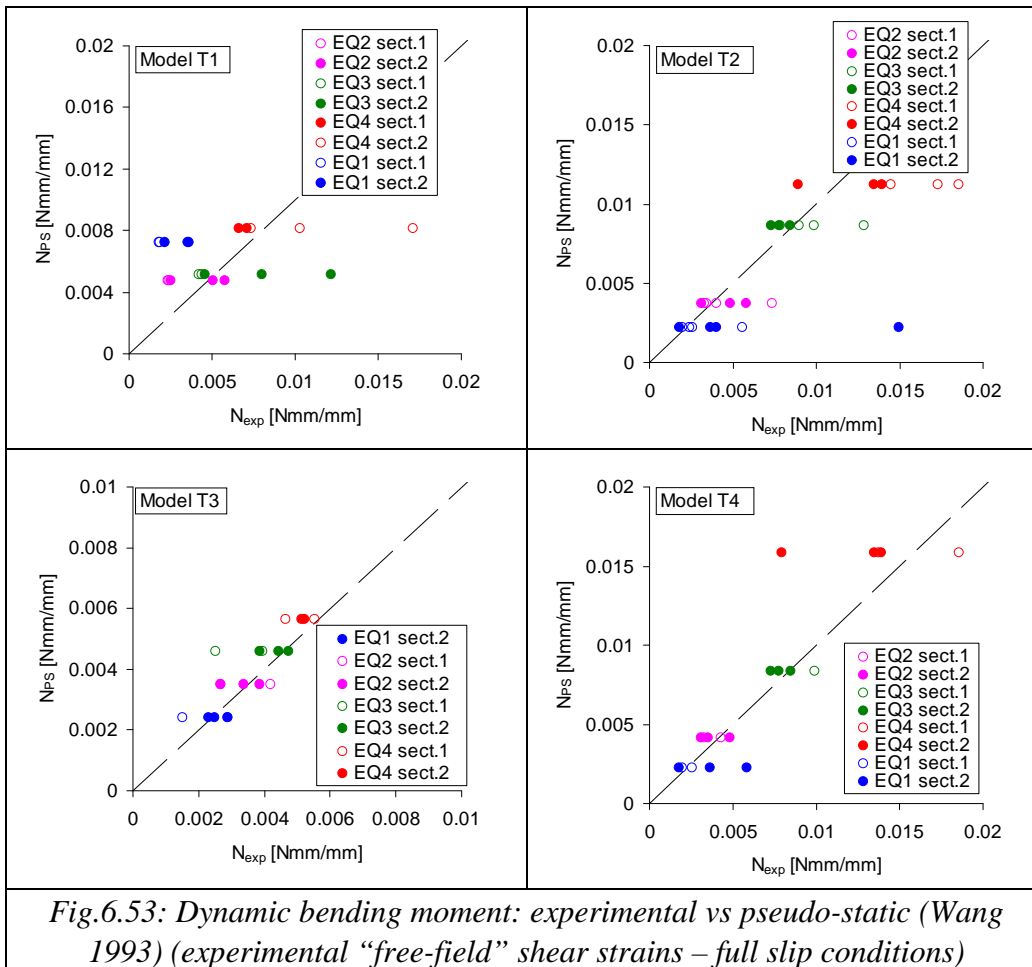 Model T1
EQ2 sect.1
EQ2 sect.2
EQ3 sect.1
EQ3 sect.2
EQ4 sect.1
EQ4 sect.2
EQ1 sect.1
EQ1 sect.2
0.02
0.016
0.012
0.008
0.004
0
NPS [Nmm/mm]
0 0.005 0.01 0.015 0.02
Nexp [Nmm/mm]
Model T2
EQ2 sect.1
EQ2 sect.2
EQ3 sect.1
EQ3 sect.2
EQ4 sect.1
EQ4 sect.2
EQ1 sect.1
EQ1 sect.2
0.02
0.015
0.01
0.005
0
NPS [Nmm/mm]
0 0.005 0.01 0.015 0.02
Nexp [Nmm/mm]
Model T3
0.01
0.008
0.006
0.004
0.002
0
NPS [Nmm/mm]
EQ1 sect.2
EQ2 sect.1
EQ2 sect.2
EQ3 sect.1
EQ3 sect.2
EQ4 sect.1
EQ4 sect.2
0 0.002 0.004 0.006 0.008 0.01
Nexp [Nmm/mm]
Model T4
0.02
0.015
0.01
0.005
0
NPS [Nmm/mm]
EQ2 sect.1
EQ2 sect.2
EQ3 sect.1
EQ3 sect.2
EQ4 sect.1
EQ4 sect.2
EQ1 sect.1
EQ1 sect.2
0 0.005 0.01 0.015 0.02
Nexp [Nmm/mm]
Fig.6.53: Dynamic bending moment: experimental vs pseudo-static (Wang
1993) (experimental “free-field” shear strains – full slip conditions)